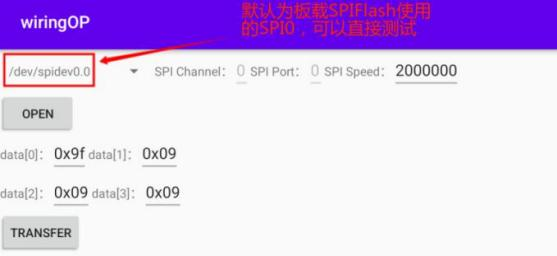 wiringOP
默认为板载SPIFlash使用
的SPI0，可以直接测试
/dev/spidev0.0 SPI Channel: 0 SPI Port: 0 SPI Speed: 2000000
OPEN
data[0]: 0x9f data[1]: 0x09
data[2]: 0x09 data[3]: 0x09
TRANSFER